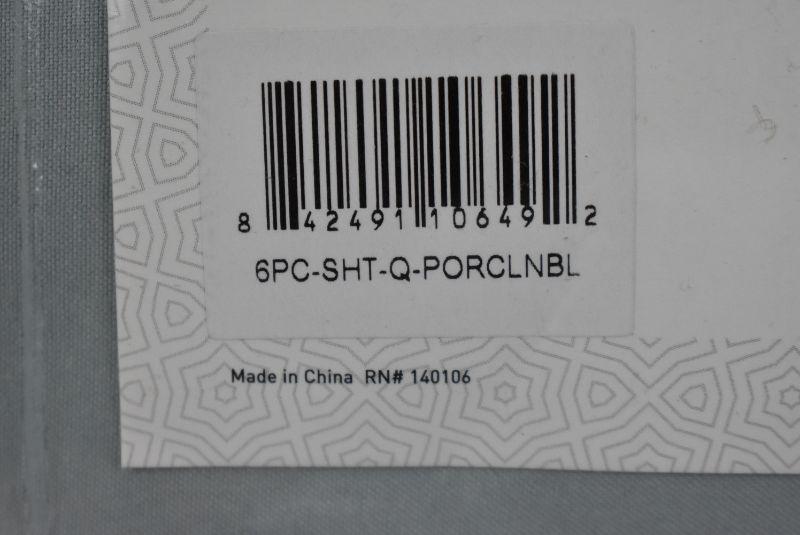 8 42491 10649 2
6PC-SHT-Q-PORCLNBL
Made in China RN# 140106